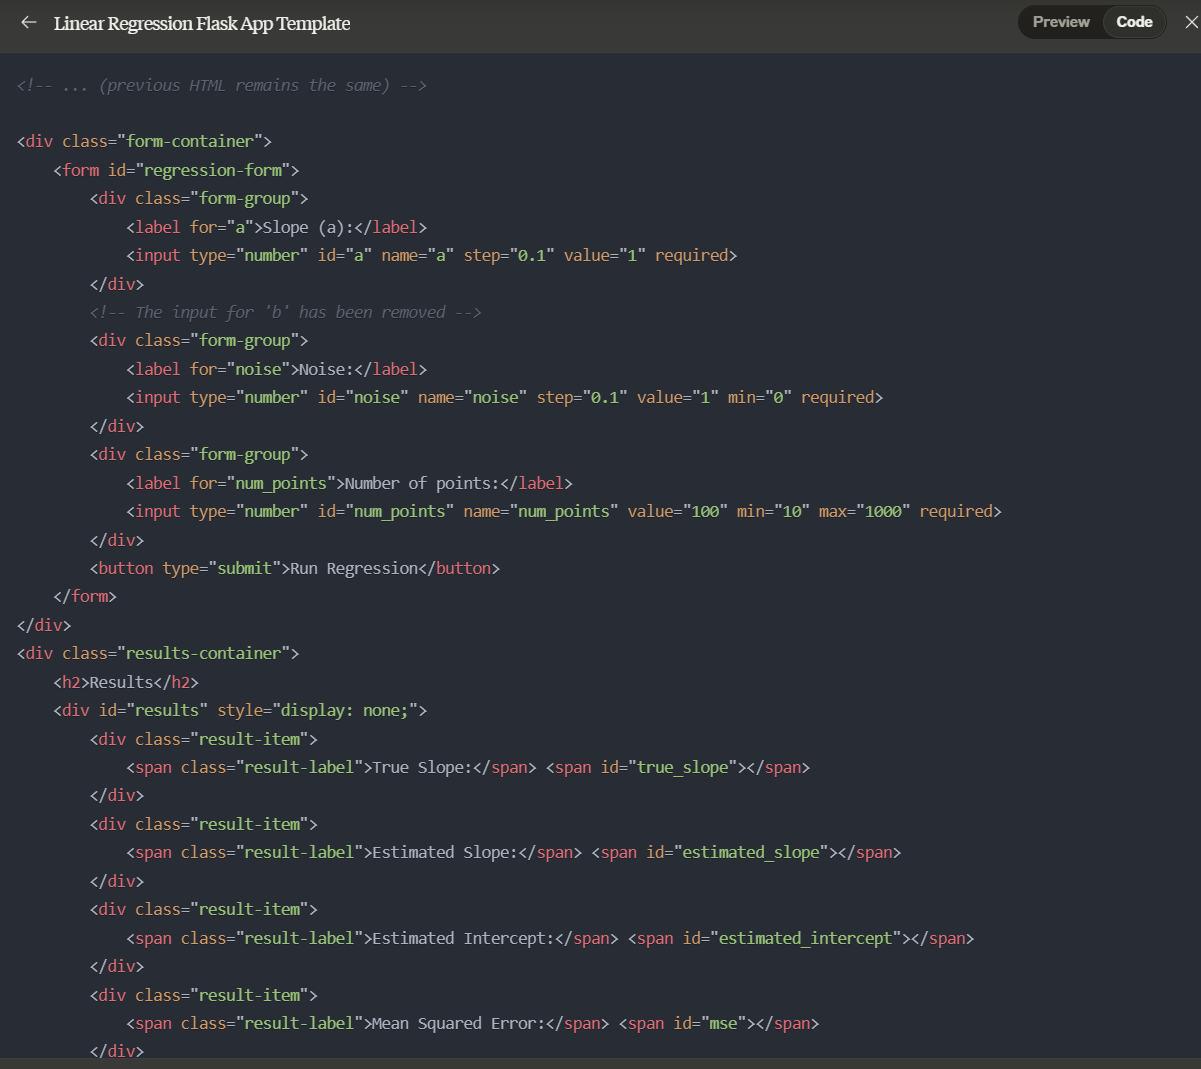 Linear Regression Flask App Template
Preview Code
<!-- ... (previous HTML remains the same) -->
<div class="form-container">
<form id="regression-form">
<div class="form-group">
<label for="a">Slope (a):</label>
<input type="number" id="a" name="a" step="0.1" value="1" required>
</div>
<!-- The input for 'b' has been removed -->
<div class="form-group">
<label for="noise">Noise:</label>
<input type="number" id="noise" name="noise" step="0.1" value="1" min="0" required>
</div>
<div class="form-group">
<label for="num_points">Number of points:</label>
<input type="number" id="num_points" name="num_points" value="100" min="10" max="1000" required>
</div>
<button type="submit">Run Regression</button>
</form>
</div>
<div class="results-container">
<h2>Results</h2>
<div id="results" style="display: none;">
<div class="result-item">
<span class="result-label">True Slope:</span> <span id="true_slope"></span>
</div>
<div class="result-item">
<span class="result-label">Estimated Slope:</span> <span id="estimated_slope"></span>
</div>
<div class="result-item">
<span class="result-label">Estimated Intercept:</span> <span id="estimated_intercept"></span>
</div>
<div class="result-item">
<span class="result-label">Mean Squared Error:</span> <span id="mse"></span>
</div>